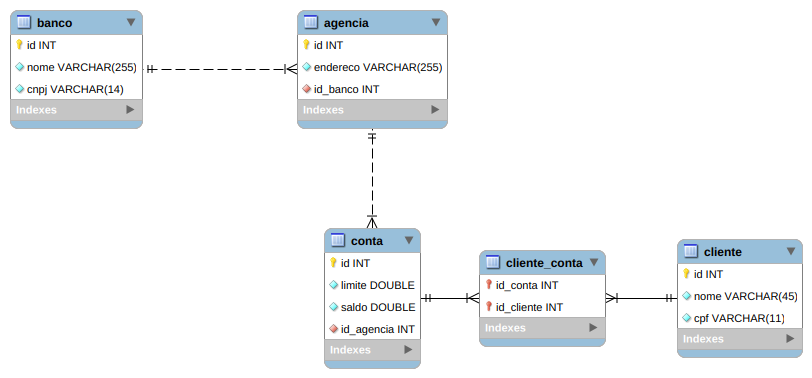 banco
id INT
nome VARCHAR(255)
cnpj VARCHAR(14)
Indexes
agencia
id INT
endereco VARCHAR(255)
id_banco INT
Indexes
conta
id INT
limite DOUBLE
saldo DOUBLE
id_agencia INT
Indexes
cliente_conta
id_conta INT
id_cliente INT
Indexes
cliente
id INT
nome VARCHAR(45)
cpf VARCHAR(11)
Indexes